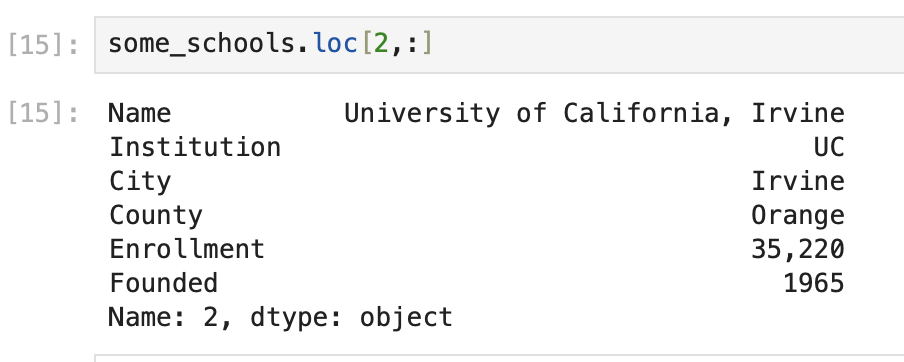 [15]: some_schools.loc[2,:]
[15]: Name University of California, Irvine
Institution UC
City Irvine
County Orange
Enrollment 35,220
Founded 1965
Name: 2, dtype: object